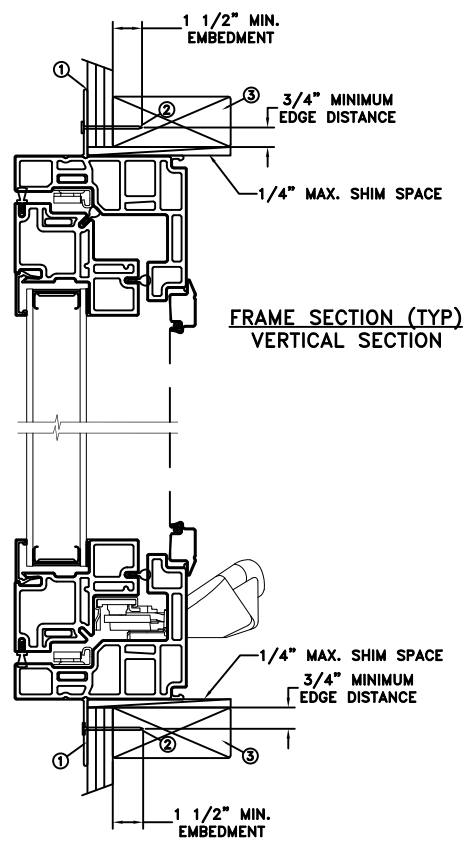 1 1/2” MIN.
EMBEDMENT
1
2
3
3/4” MINIMUM
EDGE DISTANCE
1/4” MAX. SHIM SPACE
FRAME SECTION (TYP)
VERTICAL SECTION
1/4” MAX. SHIM SPACE
3/4” MINIMUM
EDGE DISTANCE
1
2
3
1 1/2” MIN.
EMBEDMENT